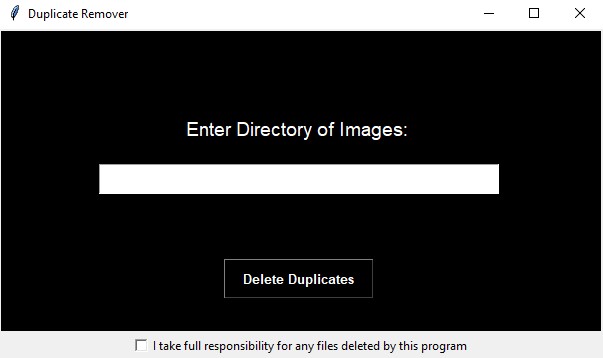 Duplicate Remover
Enter Directory of Images:
Delete Duplicates
I take full responsibility for any files deleted by this program